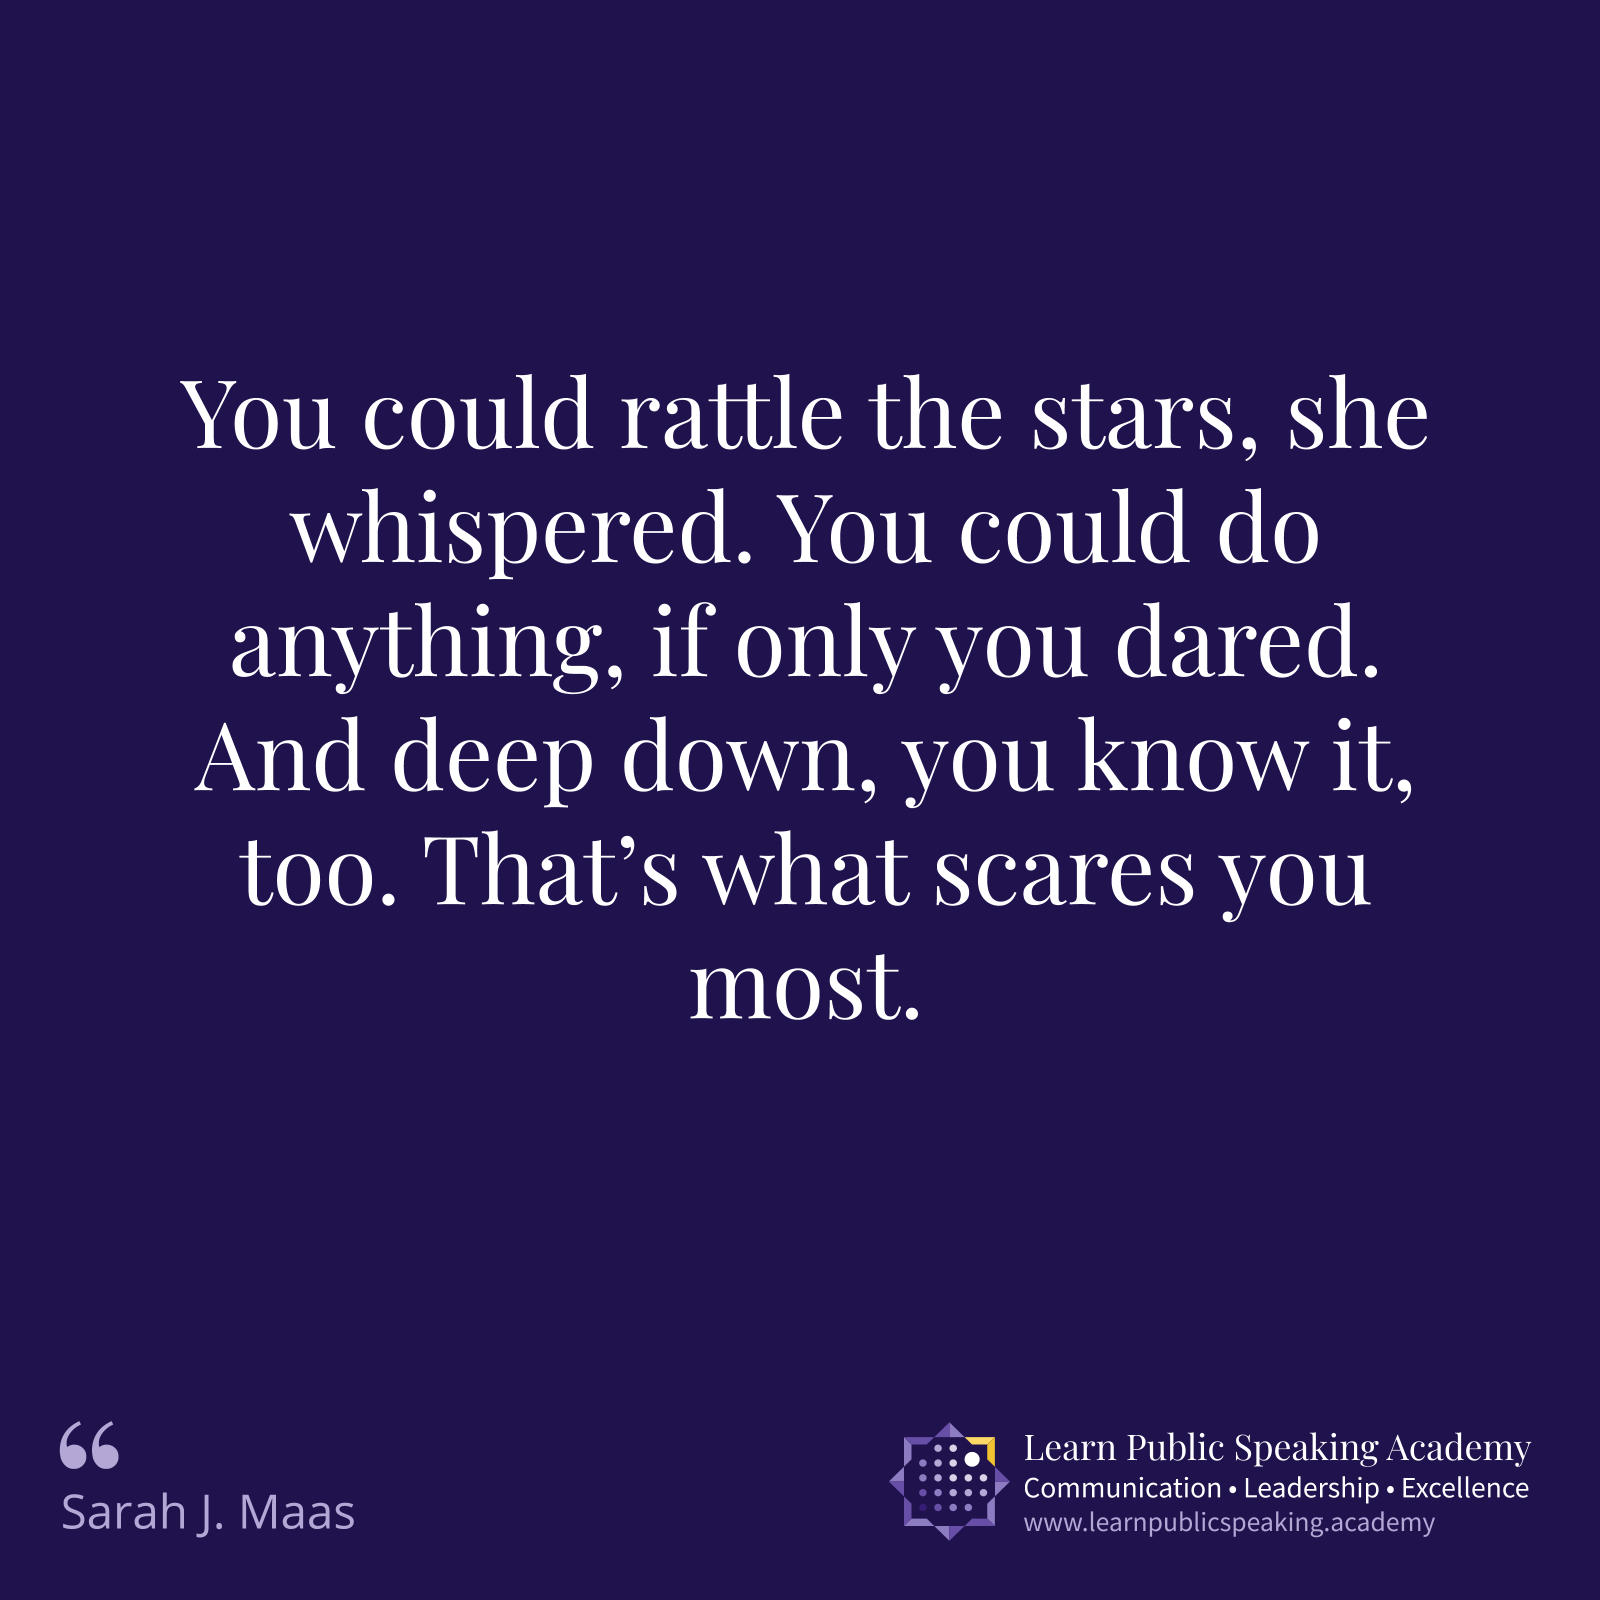 You could rattle the stars, she
whispered. You could do
anything, if only you dared.
And deep down, you know it,
too. That’s what scares you
most.
“
Sarah J. Maas
Learn Public Speaking Academy
Communication • Leadership • Excellence
www.learnpublicspeaking.academy